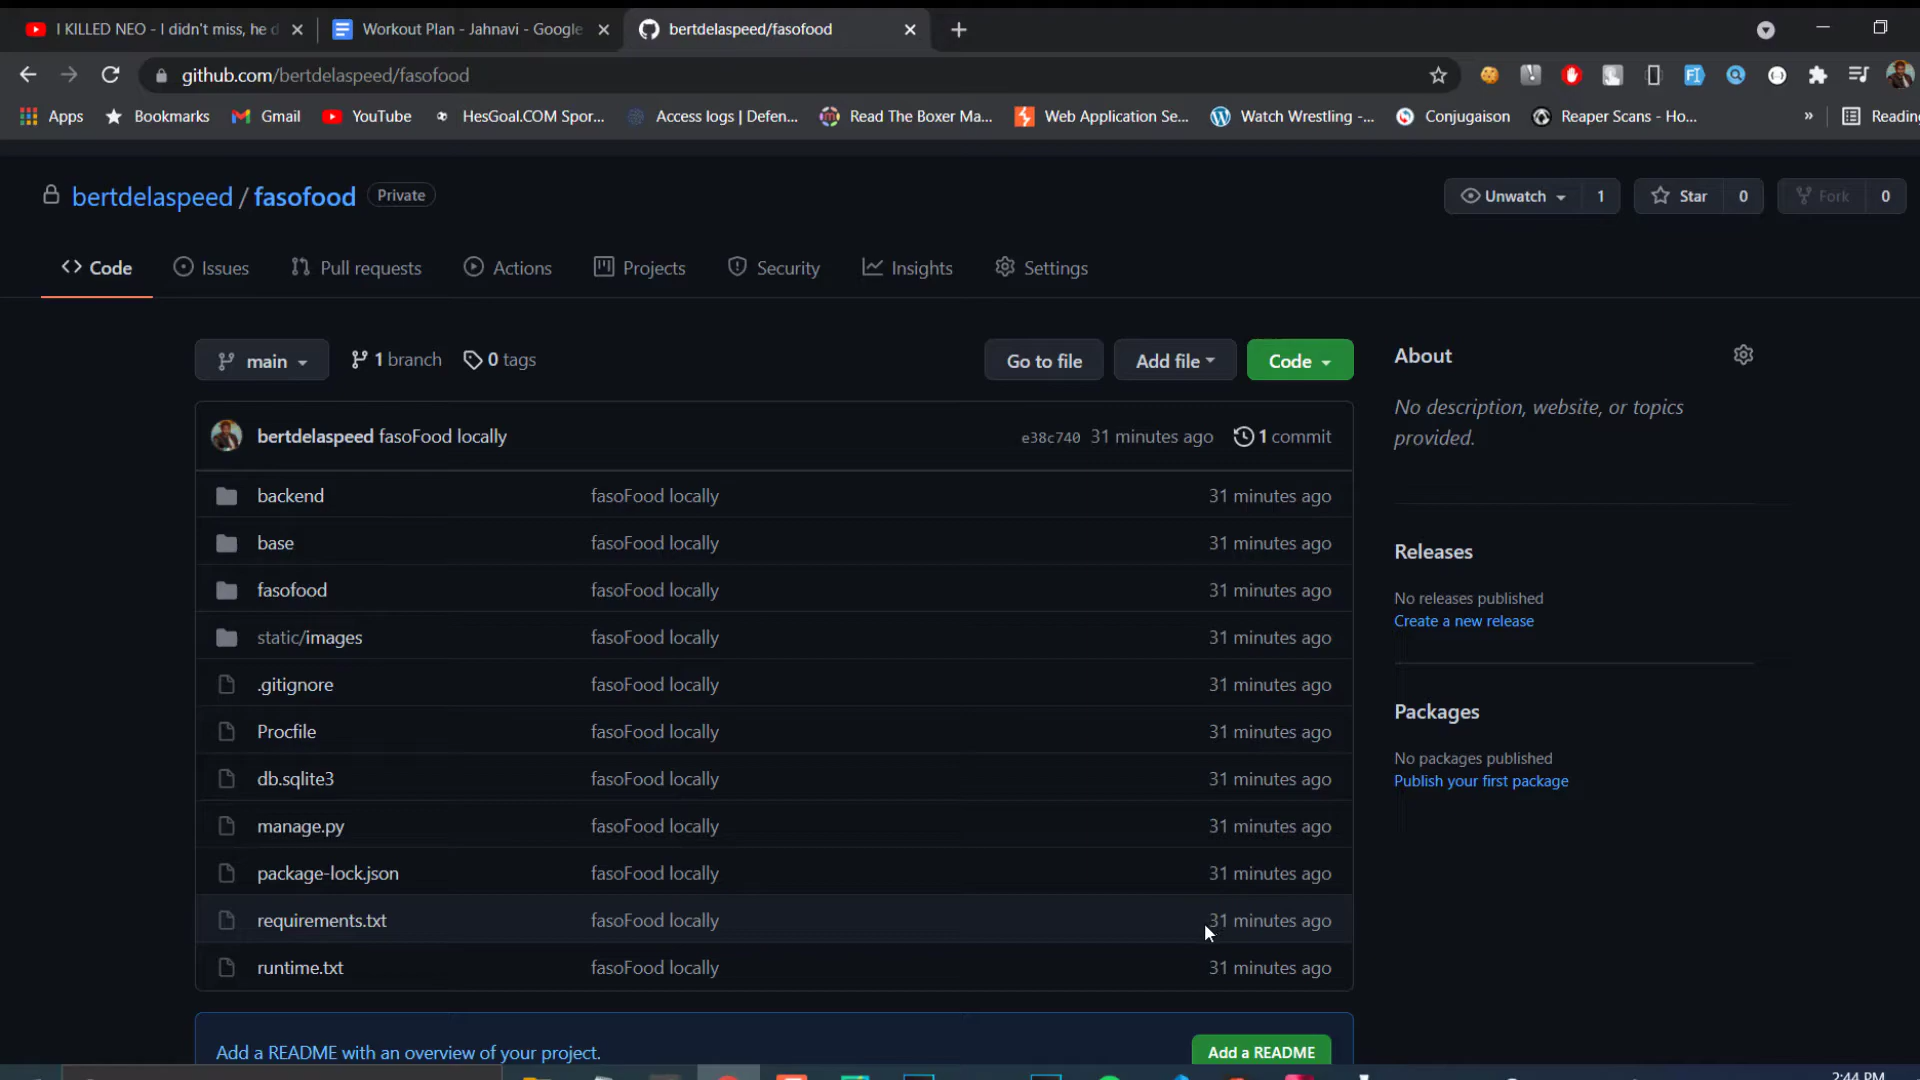 I KILLED NEO - I didn't miss, he d
Workout Plan - Jahnavi - Google
bertdelaspeed/fasofood
github.com/bertdelaspeed/fasofood
Apps
Bookmarks
Gmail
YouTube
HesGoal.COM Spor...
Access logs | Defen...
Read The Boxer Ma...
Web Application Se...
Watch Wrestling -...
Conjugaison
Reaper Scans - Ho...
»
Reading
bertdelaspeed / fasofood Private
Unwatch 1
Star 0
Fork 0
Code
Issues
Pull requests
Actions
Projects
Security
Insights
Settings
main
1 branch
0 tags
Go to file
Add file
Code
bertdelaspeed fasoFood locally e38c740 31 minutes ago 1 commit
backend fasoFood locally 31 minutes ago
base fasoFood locally 31 minutes ago
fasofood fasoFood locally 31 minutes ago
static/images fasoFood locally 31 minutes ago
.gitignore fasoFood locally 31 minutes ago
Procfile fasoFood locally 31 minutes ago
db.sqlite3 fasoFood locally 31 minutes ago
manage.py fasoFood locally 31 minutes ago
package-lock.json fasoFood locally 31 minutes ago
requirements.txt fasoFood locally 31 minutes ago
runtime.txt fasoFood locally 31 minutes ago
Add a README with an overview of your project.
Add a README
About
No description, website, or topics
provided.
Releases
No releases published
Create a new release
Packages
No packages published
Publish your first package
2:44 PM